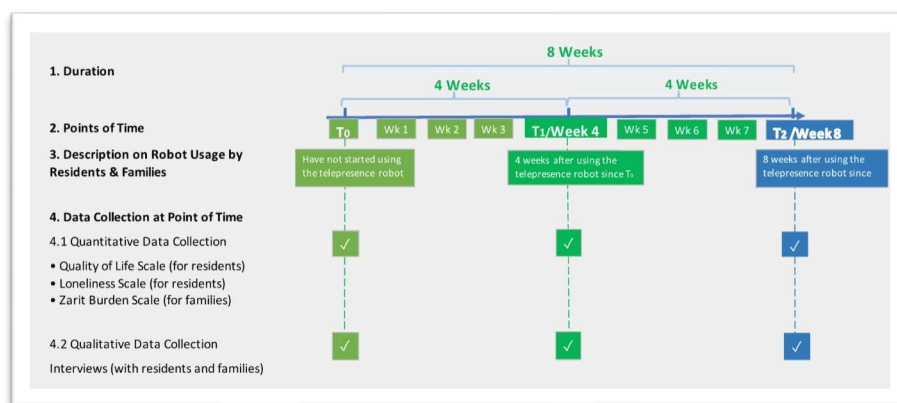 8 Weeks
1. Duration
4 Weeks
4 Weeks
2. Points of Time
T₀
Wk 1
Wk 2
Wk 3
T₁/Week 4
Wk 5
Wk 6
Wk 7
T₂ /Week8
3. Description on Robot Usage by
Residents & Families
Have not started using
the telepresence robot
4 weeks after using the
telepresence robot since T₀
8 weeks after using the
telepresence robot since
4. Data Collection at Point of Time
4.1 Quantitative Data Collection
✓
✓
✓
• Quality of Life Scale (for residents)
• Loneliness Scale (for residents)
• Zarit Burden Scale (for families)
4.2 Qualitative Data Collection
✓
✓
✓
Interviews (with residents and families)